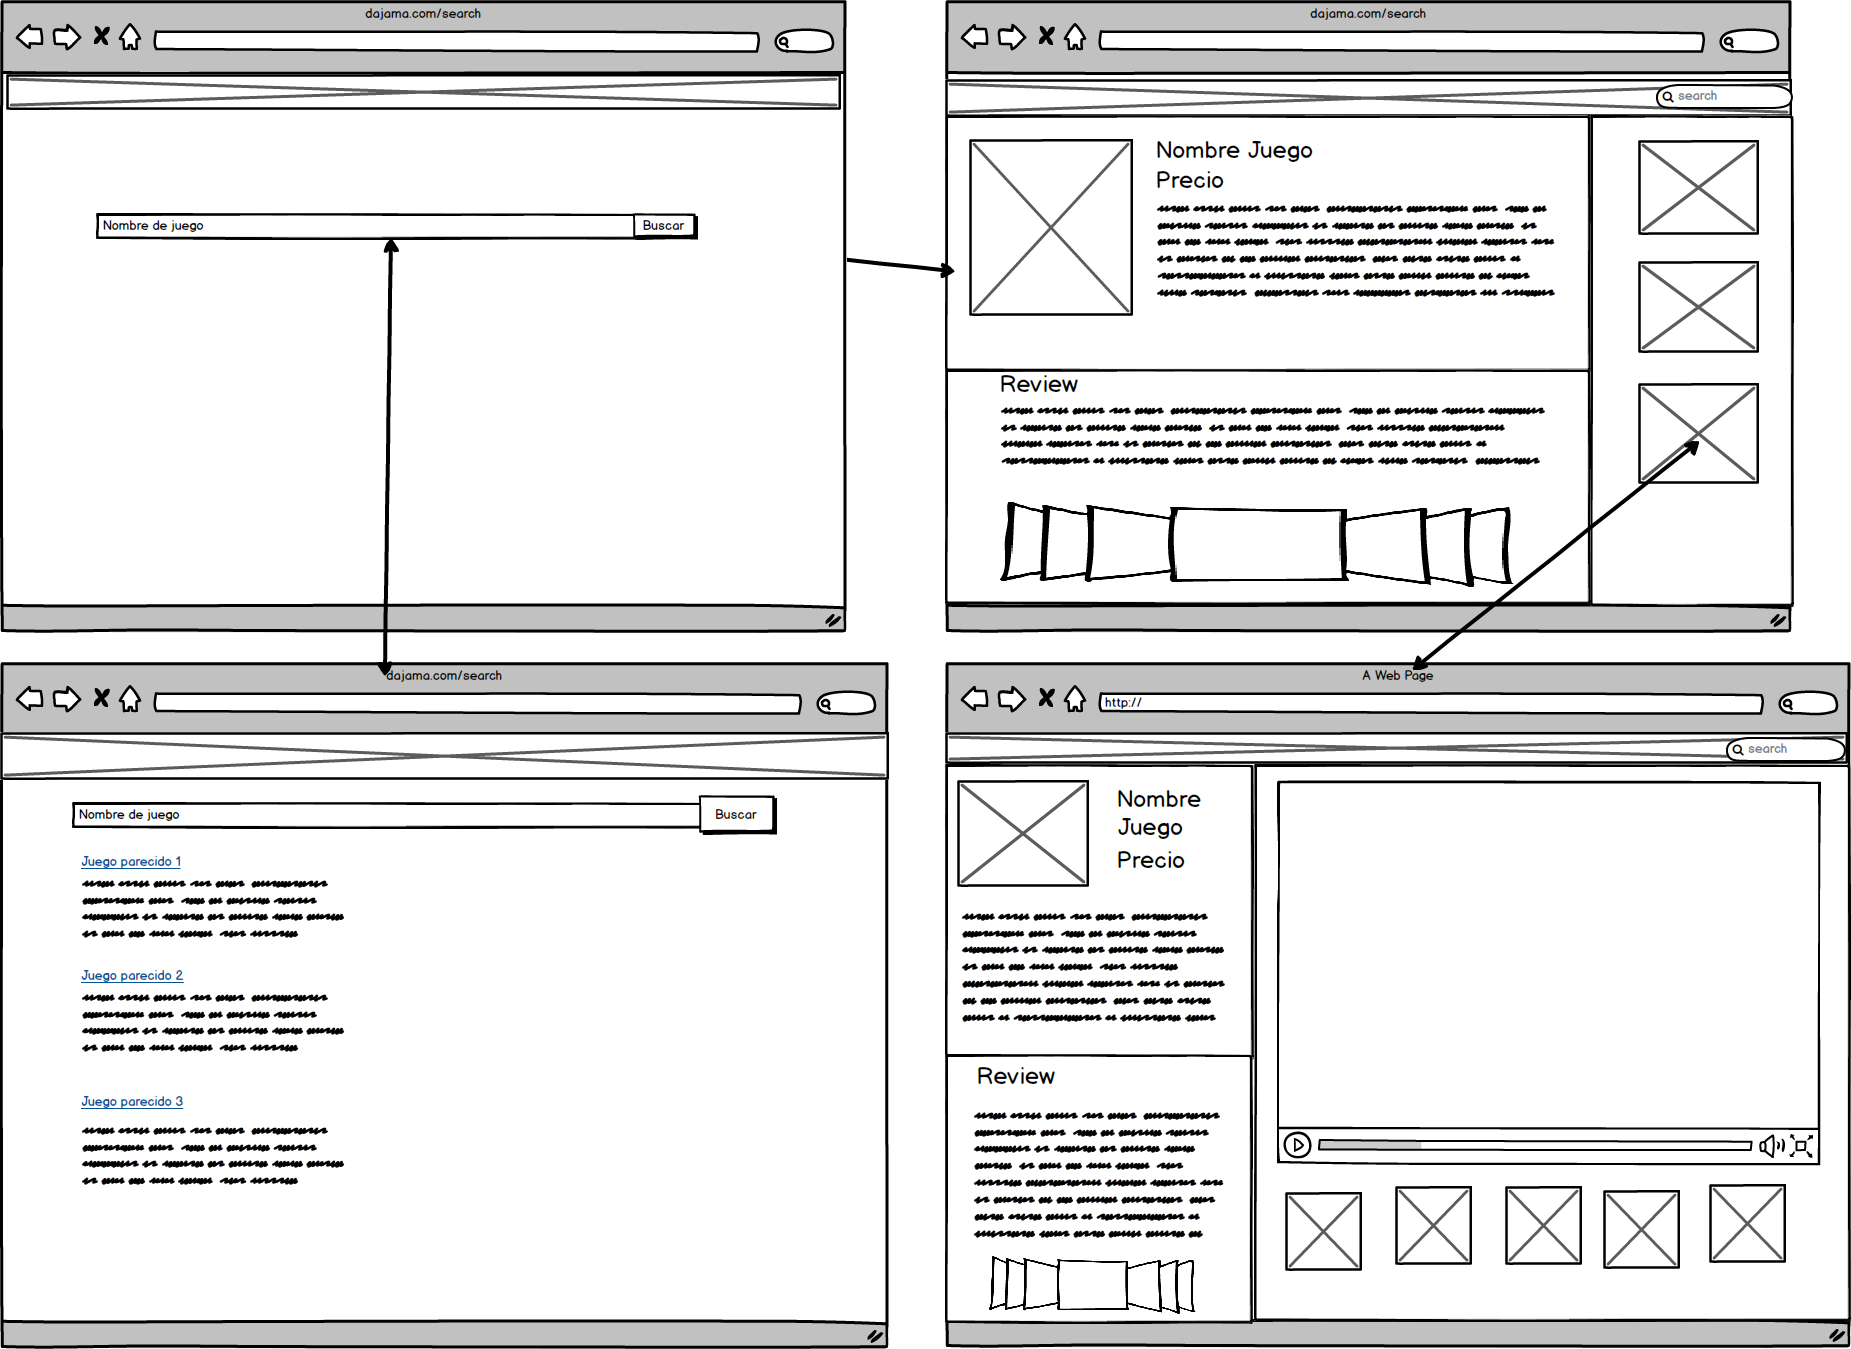 dajama.com/search
Nombre de juego
Buscar
dajama.com/search
search
Nombre Juego
Precio
Review
dajama.com/search
Nombre de juego
Buscar
Juego parecido 1
Juego parecido 2
Juego parecido 3
A Web Page
http://
search
Nombre
Juego
Precio
Review